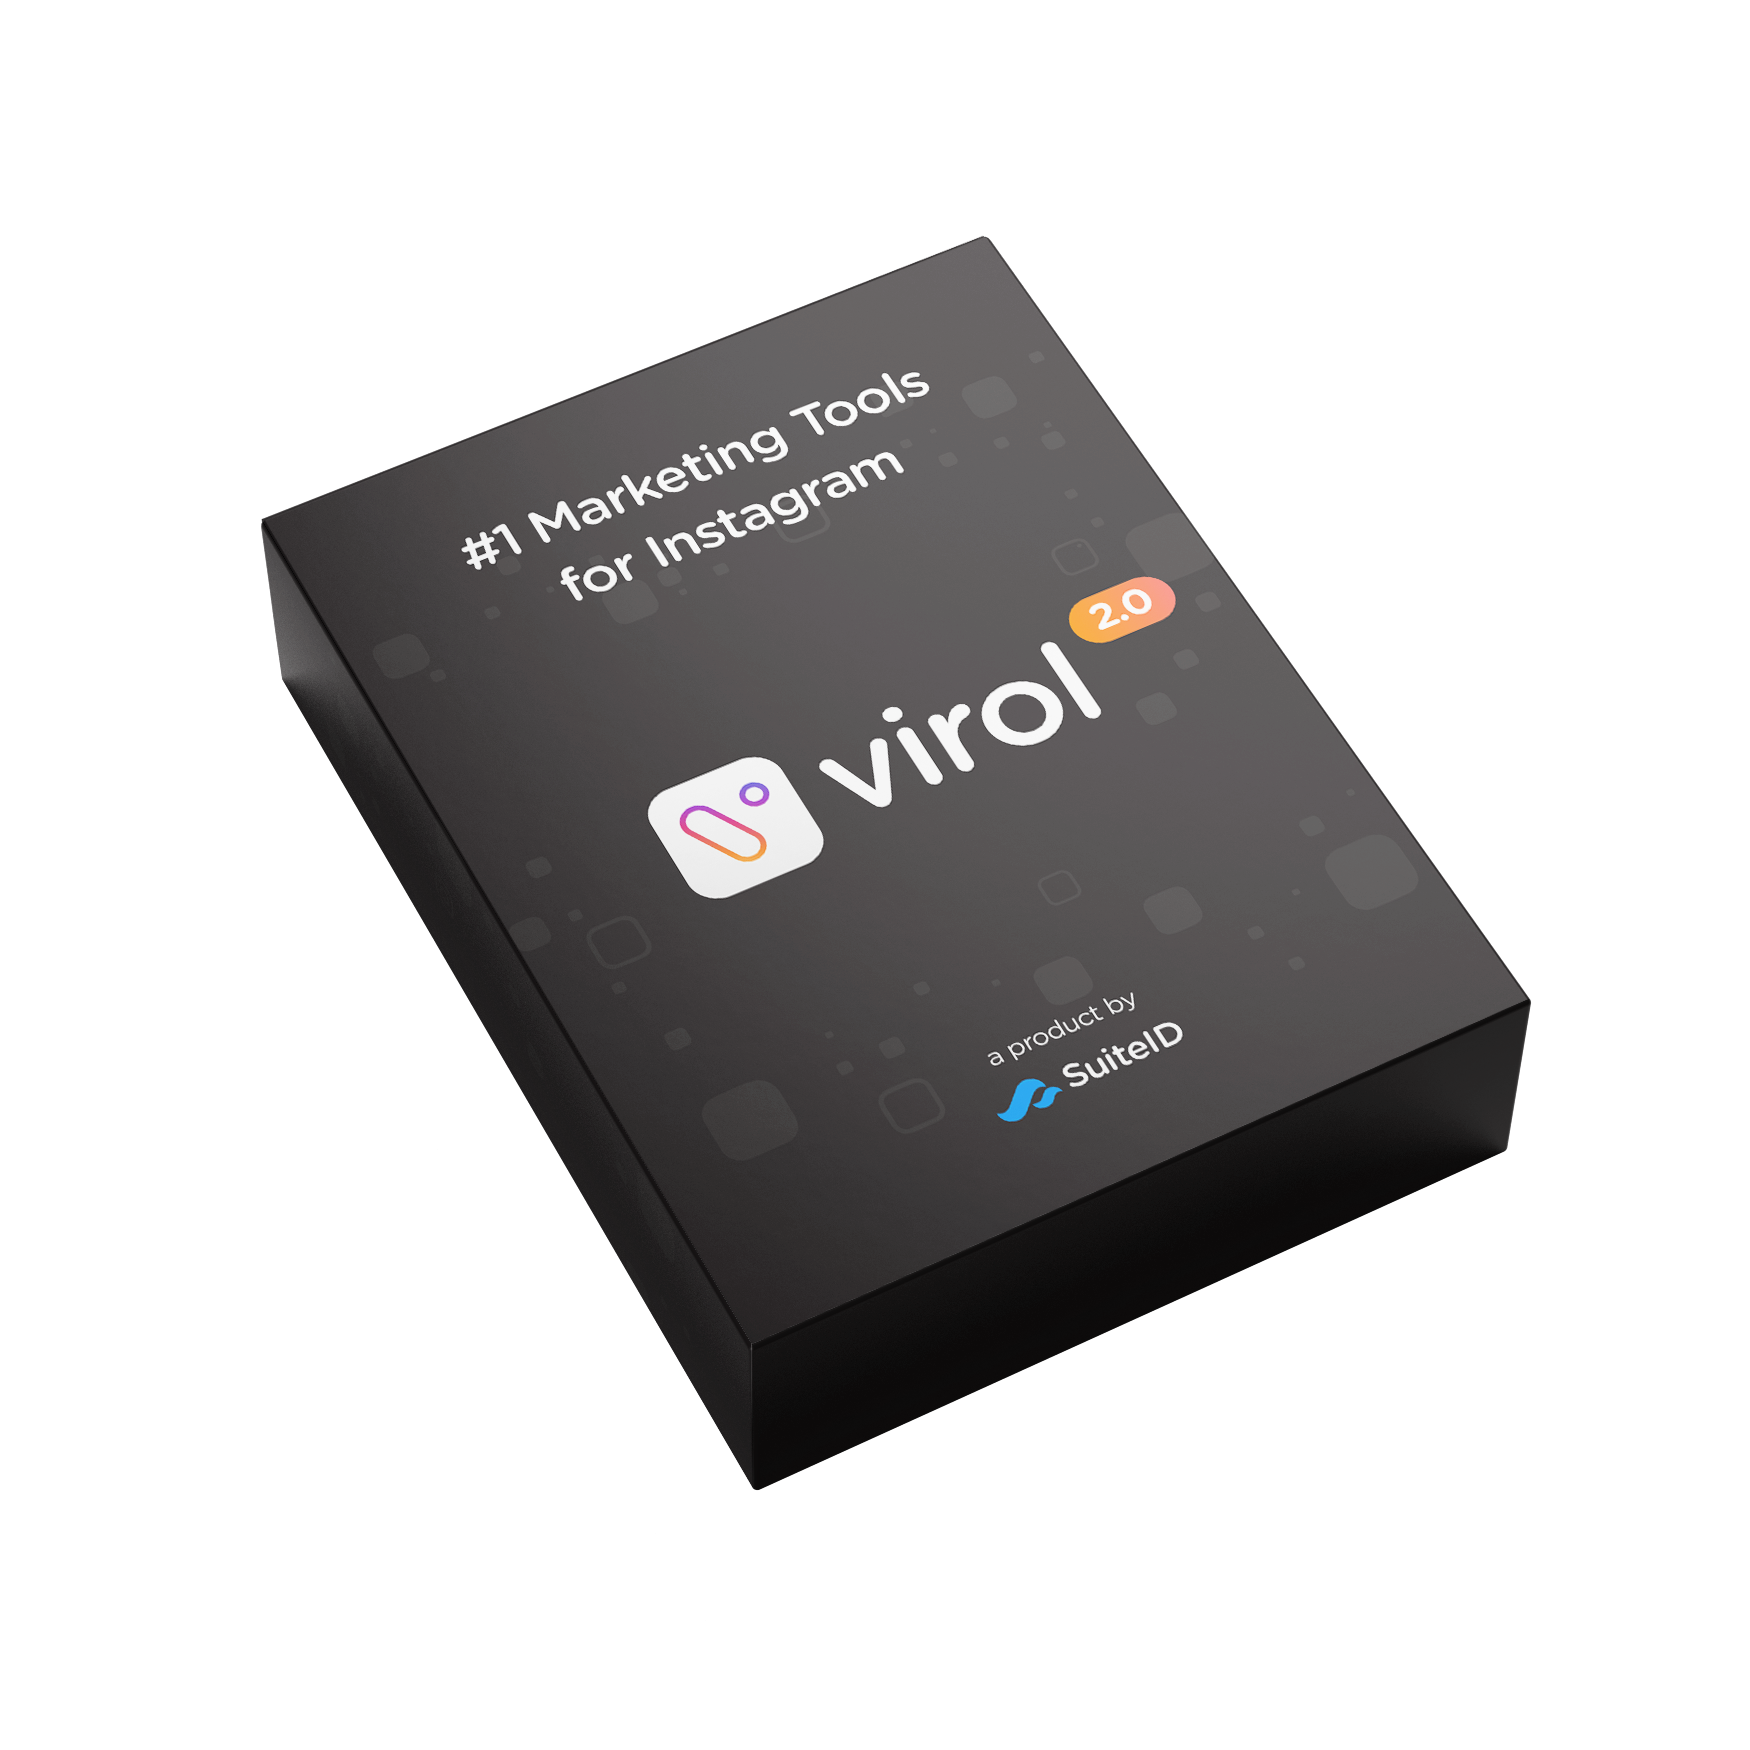 #1 Marketing Tools
for Instagram
virol 2.0
a product by
SuiteID